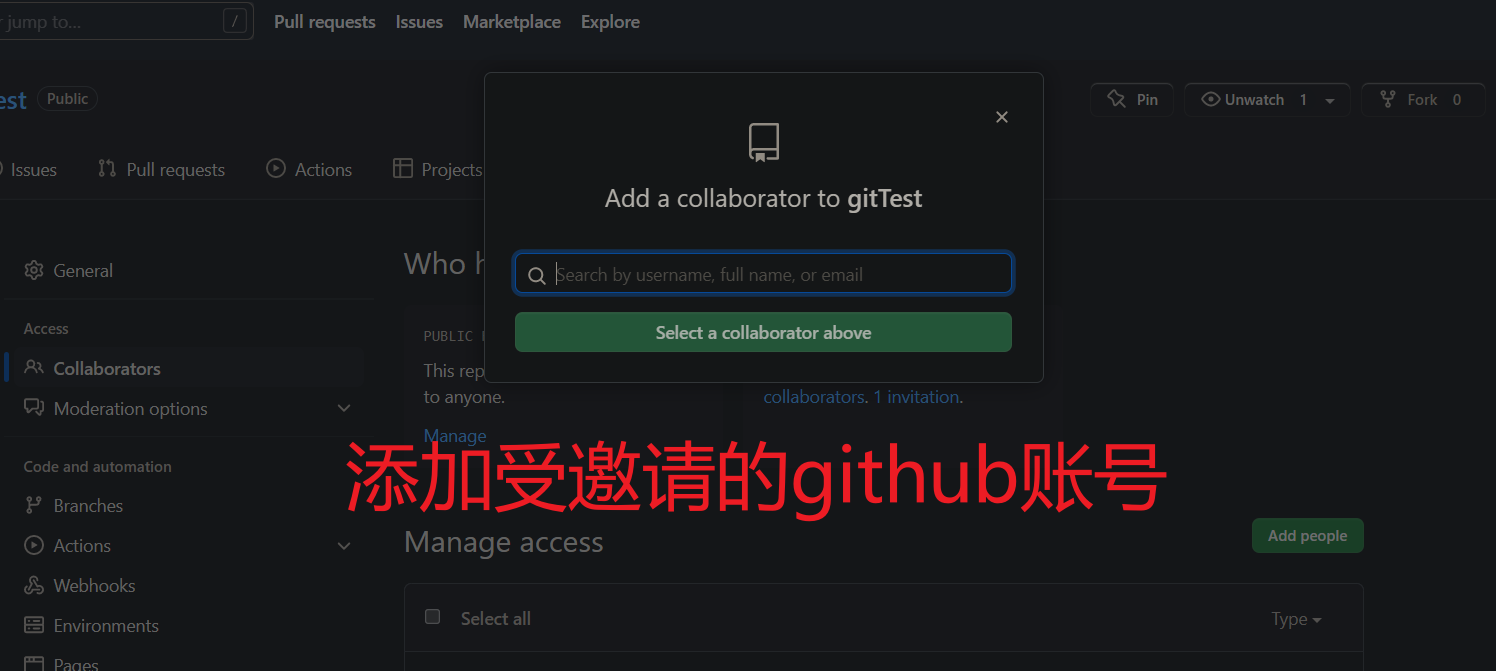 jump to... /
Pull requests Issues Marketplace Explore
est Public
Pin Unwatch 1 Fork 0
Issues Pull requests Actions Projects
Add a collaborator to gitTest
Search by username, full name, or email
Select a collaborator above
General
Access
Collaborators
Moderation options
Code and automation
Branches
Actions
Webhooks
Environments
Pages
Who h
PUBLIC
This rep
to anyone.
Manage
collaborators. 1 invitation.
添加受邀请的github账号
Manage access
Add people
Select all
Type